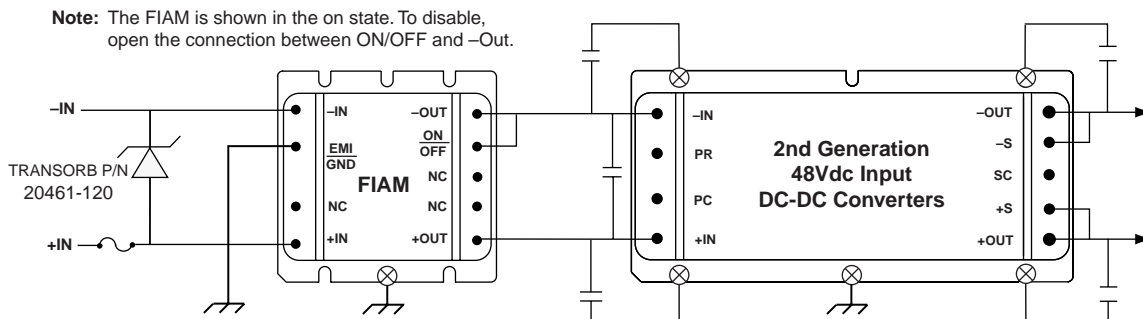 Note: The FIAM is shown in the on state. To disable,
open the connection between ON/OFF and –Out.
–IN
TRANSORB P/N
20461-120
+IN
–IN
EMI
GND
NC
+IN
FIAM
–OUT
ON
OFF
NC
NC
+OUT
–IN
PR
PC
+IN
2nd Generation
48Vdc Input
DC-DC Converters
–OUT
–S
SC
+S
+OUT